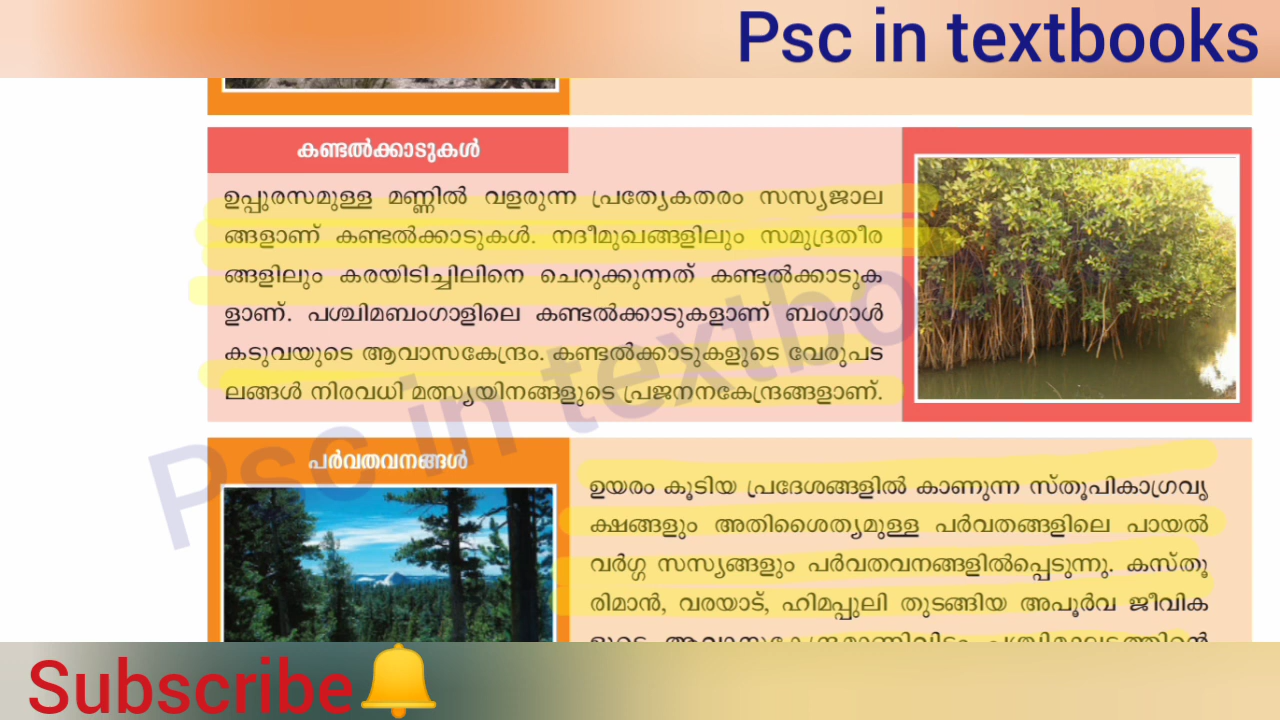 Psc in textbooks
കണ്ടൽക്കാടുകൾ
ഉപ്പുരസമുള്ള മണ്ണിൽ വളരുന്ന പ്രത്യേകതരം സസ്യജാല
ങ്ങളാണ് കണ്ടൽക്കാടുകൾ. നദീമുഖങ്ങളിലും സമുദ്രതീര
ങ്ങളിലും കരയിടിച്ചിലിനെ ചെറുക്കുന്നത് കണ്ടൽക്കാടുക
ളാണ്. പശ്ചിമബംഗാളിലെ കണ്ടൽക്കാടുകളാണ് ബംഗാൾ
കടുവയുടെ ആവാസകേന്ദ്രം. കണ്ടൽക്കാടുകളുടെ വേരുപട
ലങ്ങൾ നിരവധി മത്സ്യയിനങ്ങളുടെ പ്രജനനകേന്ദ്രങ്ങളാണ്.
Psc in textbo
പർവതവനങ്ങൾ
ഉയരം കൂടിയ പ്രദേശങ്ങളിൽ കാണുന്ന സ്തൂപികാഗ്രവൃ
ക്ഷങ്ങളും അതിശൈത്യമുള്ള പർവതങ്ങളിലെ പായൽ
വർഗ്ഗ സസ്യങ്ങളും പർവതവനങ്ങളിൽപ്പെടുന്നു. കസ്തൂ
രിമാൻ, വരയാട്, ഹിമപ്പുലി തുടങ്ങിയ അപൂർവ ജീവിക
Subscribe